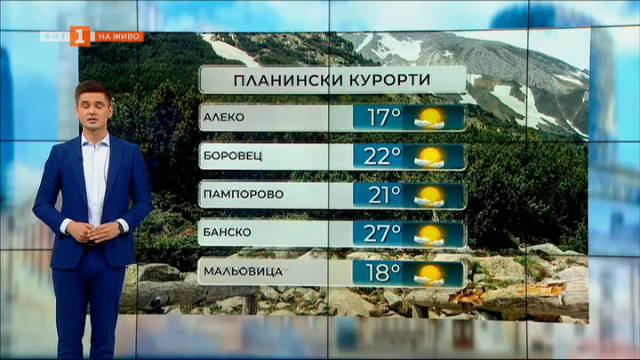 БНТ 1 НА ЖИВО
ПЛАНИНСКИ КУРОРТИ
АЛЕКО 17°
БОРОВЕЦ 22°
ПАМПОРОВО 21°
БАНСКО 27°
МАЛЬОВИЦА 18°